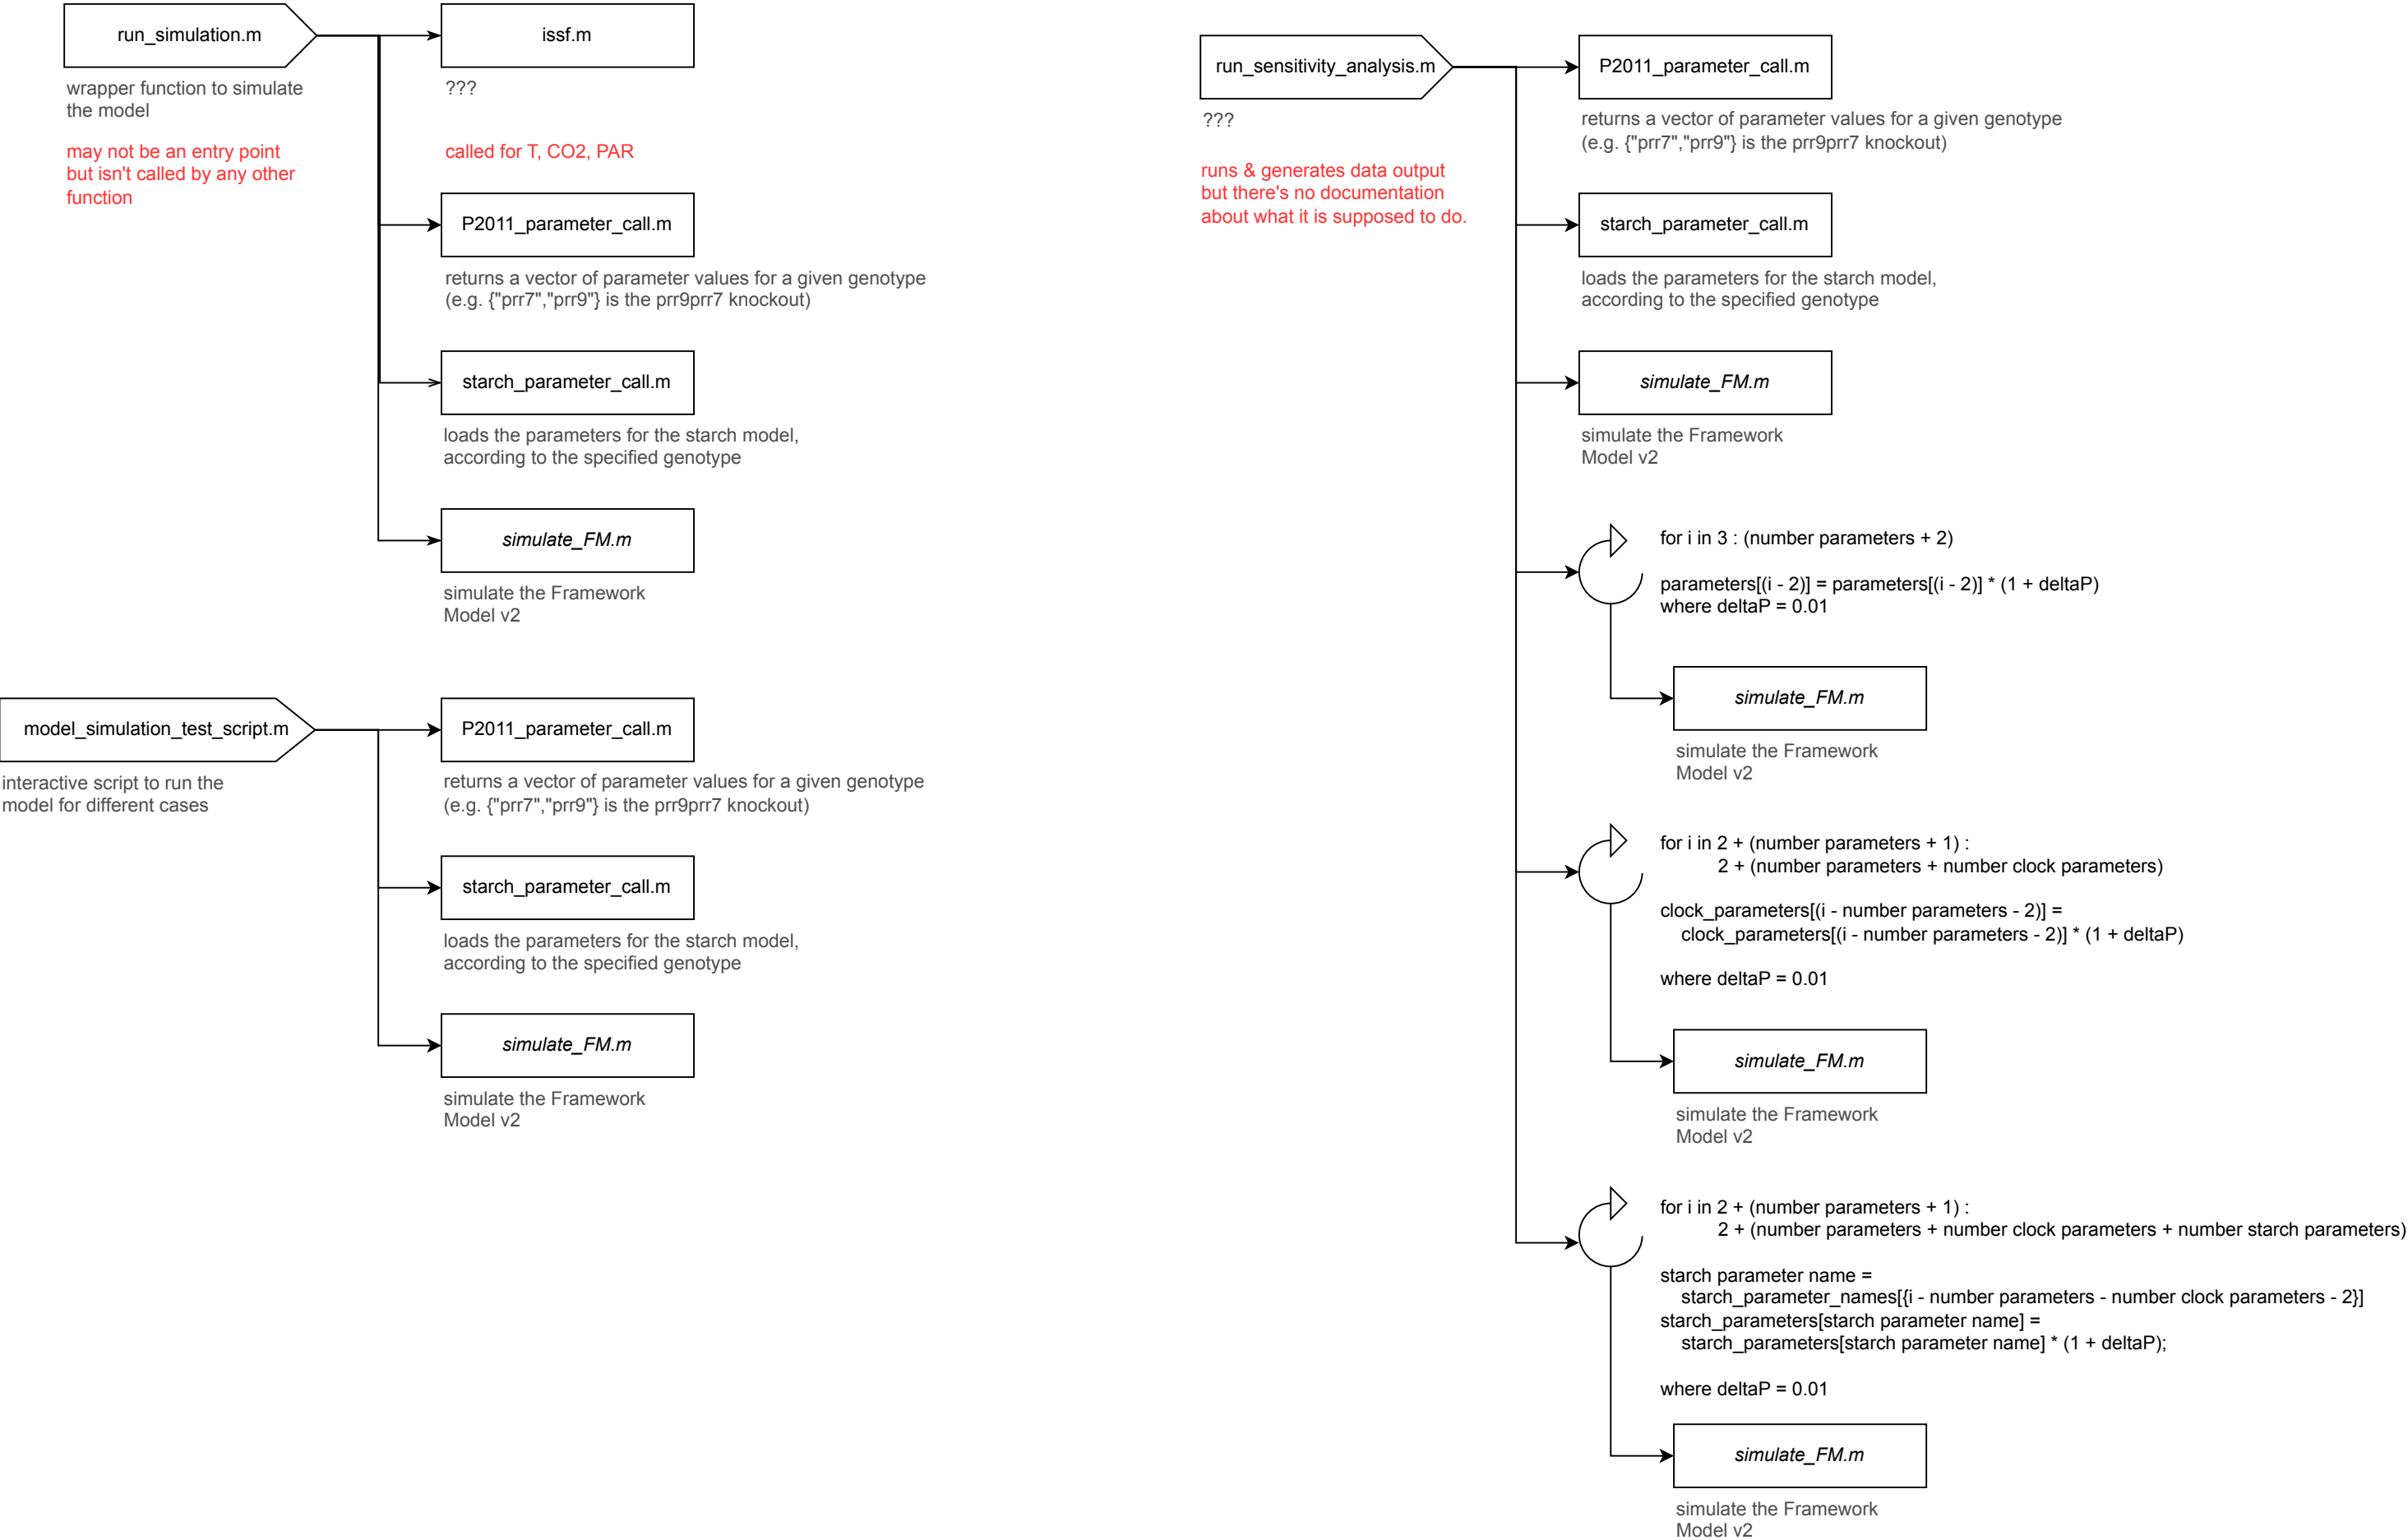 run_simulation.m
wrapper function to simulate
the model
may not be an entry point
but isn't called by any other
function
issf.m
???
called for T, CO2, PAR
P2011_parameter_call.m
returns a vector of parameter values for a given genotype
(e.g. {"prr7","prr9"} is the prr9prr7 knockout)
starch_parameter_call.m
loads the parameters for the starch model,
according to the specified genotype
simulate_FM.m
simulate the Framework
Model v2
model_simulation_test_script.m
interactive script to run the
model for different cases
P2011_parameter_call.m
returns a vector of parameter values for a given genotype
(e.g. {"prr7","prr9"} is the prr9prr7 knockout)
starch_parameter_call.m
loads the parameters for the starch model,
according to the specified genotype
simulate_FM.m
simulate the Framework
Model v2
run_sensitivity_analysis.m
???
runs & generates data output
but there's no documentation
about what it is supposed to do.
P2011_parameter_call.m
returns a vector of parameter values for a given genotype
(e.g. {"prr7","prr9"} is the prr9prr7 knockout)
starch_parameter_call.m
loads the parameters for the starch model,
according to the specified genotype
simulate_FM.m
simulate the Framework
Model v2
for i in 3 : (number parameters + 2)
parameters[(i - 2)] = parameters[(i - 2)] * (1 + deltaP)
where deltaP = 0.01
simulate_FM.m
simulate the Framework
Model v2
for i in 2 + (number parameters + 1) :
2 + (number parameters + number clock parameters)
clock_parameters[(i - number parameters - 2)] =
clock_parameters[(i - number parameters - 2)] * (1 + deltaP)
where deltaP = 0.01
simulate_FM.m
simulate the Framework
Model v2
for i in 2 + (number parameters + 1) :
2 + (number parameters + number clock parameters + number starch parameters)
starch parameter name =
starch_parameter_names[{i - number parameters - number clock parameters - 2}]
starch_parameters[starch parameter name] =
starch_parameters[starch parameter name] * (1 + deltaP);
where deltaP = 0.01
simulate_FM.m
simulate the Framework
Model v2